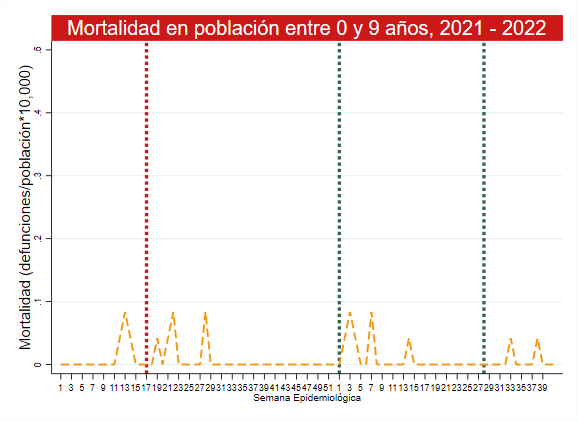 Mortalidad en población entre 0 y 9 años, 2021 - 2022
Mortalidad (defunciones/población*10,000)
.6
.4
.3
.2
.1
0
1 3 5 7 9 11 13 15 17 19 21 23 25 27 29 31 33 35 37 39 41 43 45 47 49 51 1 3 5 7 9 11 13 15 17 19 21 23 25 27 29 31 33 35 37 39
Semana Epidemiológica